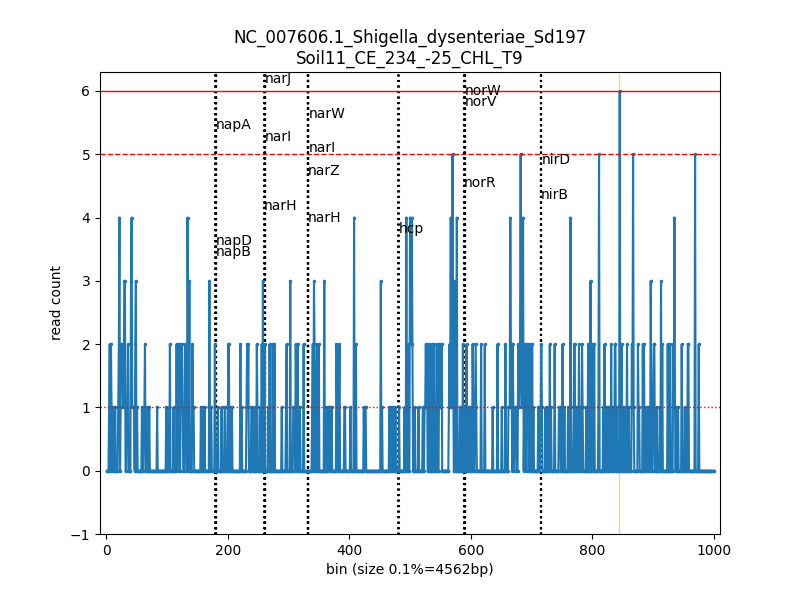 NC_007606.1_Shigella_dysenteriae_Sd197
Soil11_CE_234_-25_CHL_T9
narJ
norW
norV
napA
narW
narI
narI
nirD
narZ
norR
nirB
narH
narH
hcp
napD
napB
read count
6
5
4
3
2
1
0
−1
0 200 400 600 800 1000
bin (size 0.1%=4562bp)